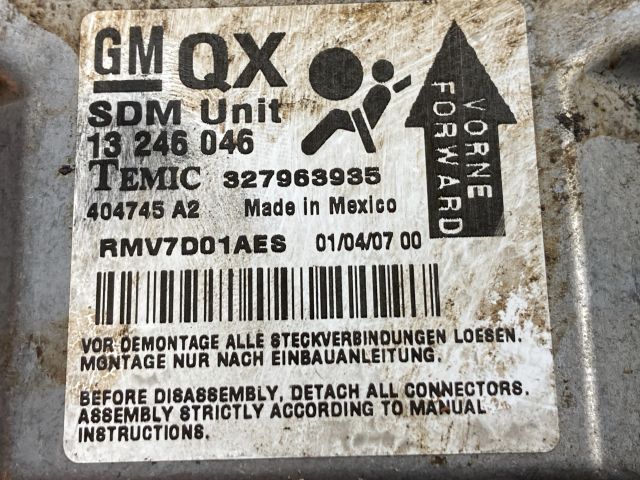 GM QX
SDM Unit
13 246 046
TEMIC 327963935
404745 A2 Made in Mexico
RMV7D01AES 01/04/07 00
VORNE
FORWARD
VOR DEMONTAGE ALLE STECKVERBINDUNGEN LOESEN.
MONTAGE NUR NACH EINBAUANLEITUNG.
BEFORE DISASSEMBLY, DETACH ALL CONNECTORS.
ASSEMBLY STRICTLY ACCORDING TO MANUAL
INSTRUCTIONS.